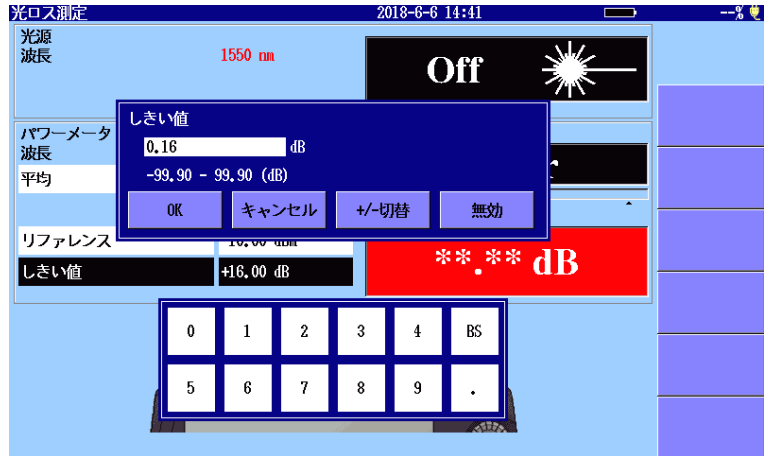 光ロス測定 2018-6-6 14:41 --%
光源
波長 1550 nm
Off
しきい値
0.16 dB
-99.90 - 99.90 (dB)
OK キャンセル +/-切替 無効
パワーメータ
波長
平均
リファレンス
しきい値 +16.00 dB
**.** dB
0 1 2 3 4 BS
5 6 7 8 9 .